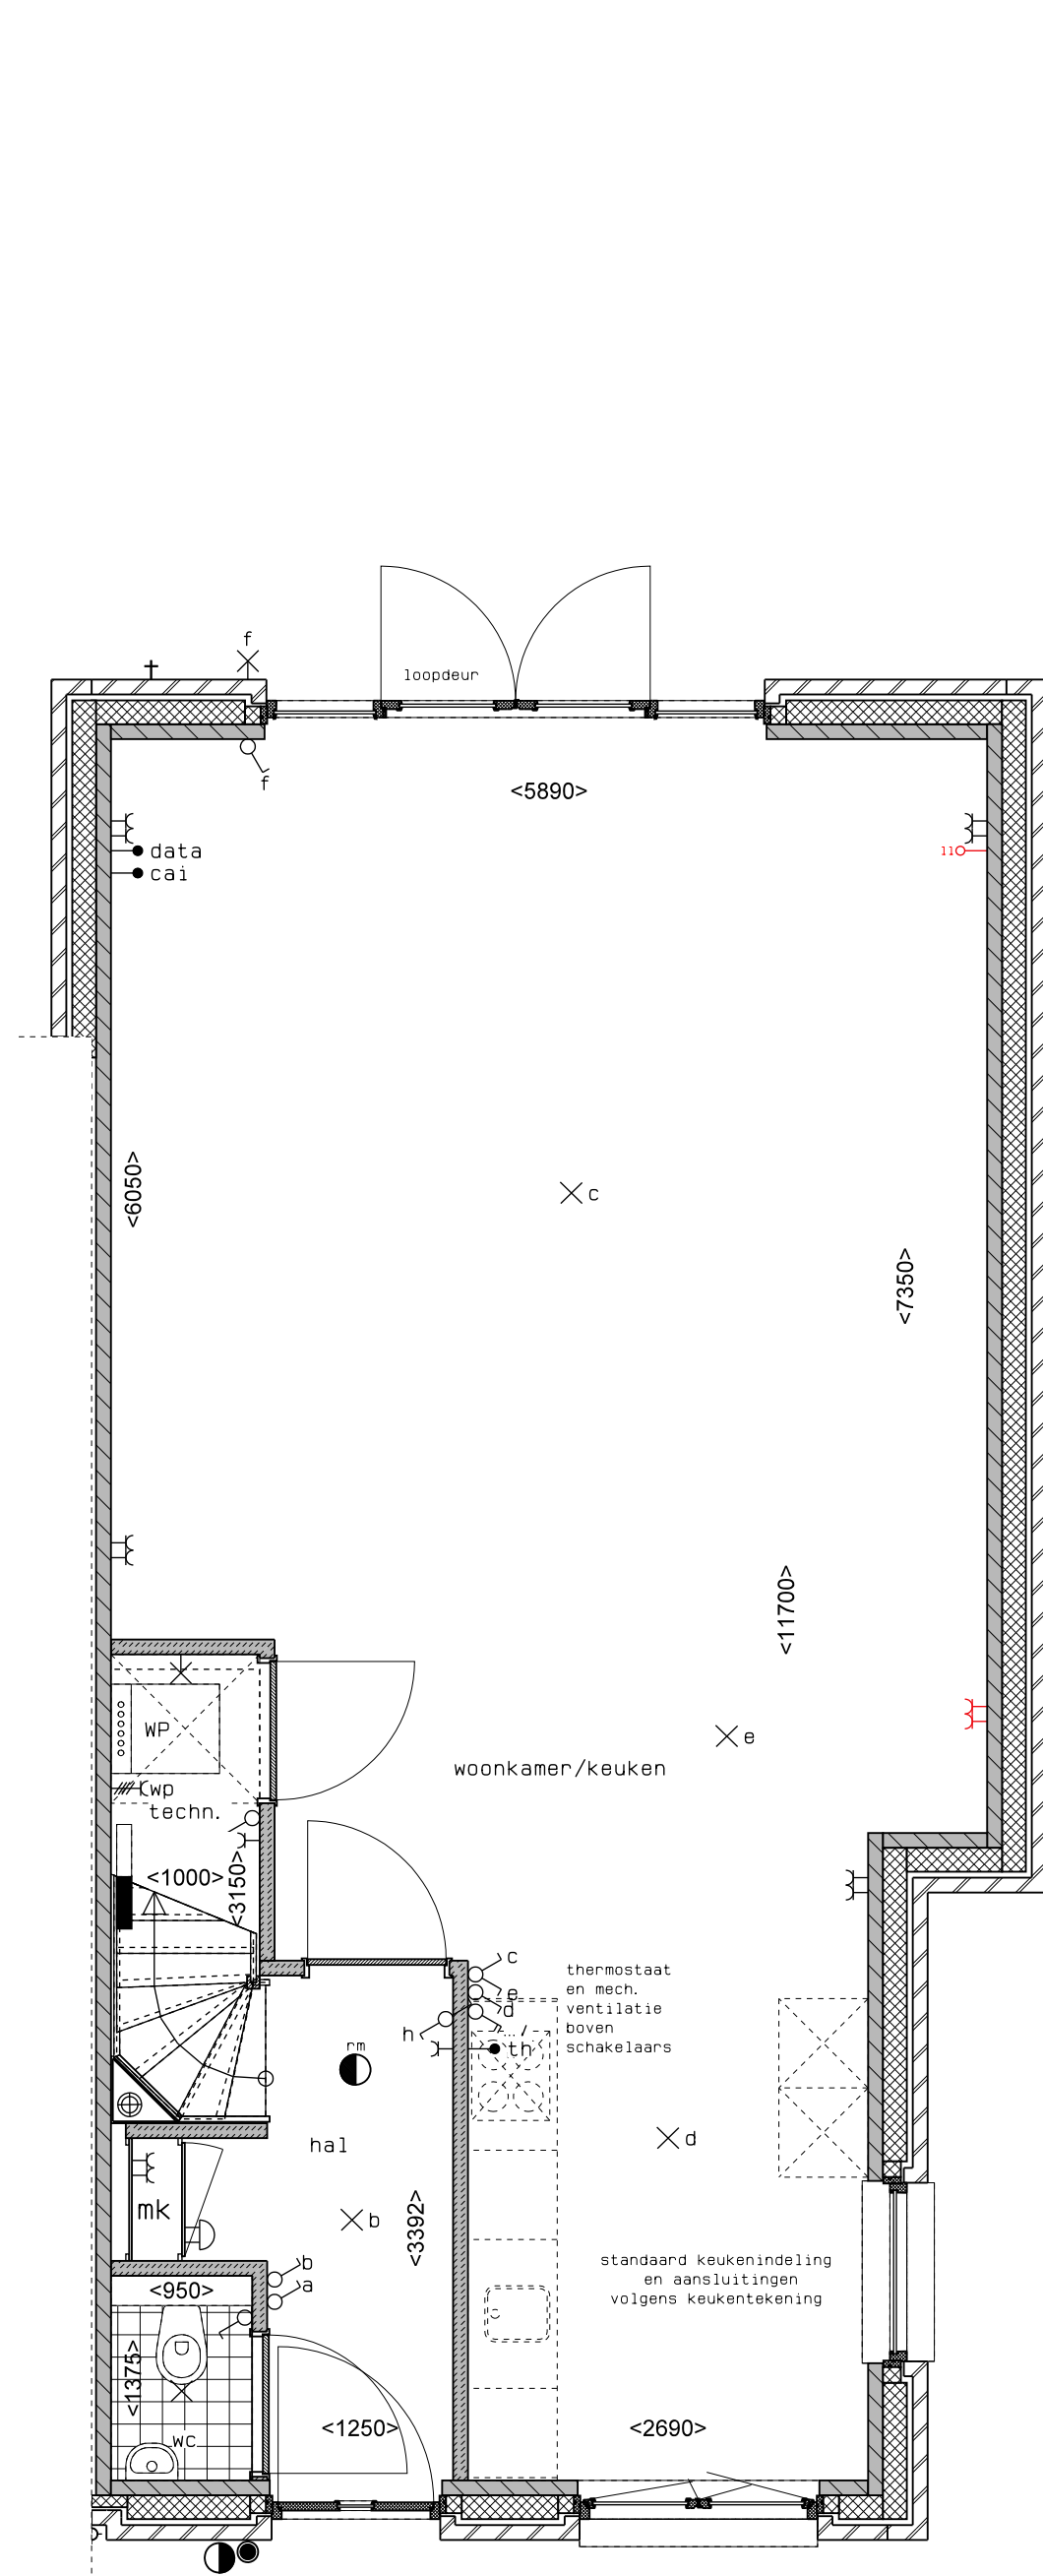 f
loopdeur
f
<5890>
data
11
cai
<6050>
c
<7350>
<11700>
WP
e
woonkamer/keuken
wp
techn.
<1000>
<3150>
c
thermostaat
en mech.
e
ventilatie
d
h
boven
schakelaars
rm
th
d
hal
mk
b
<3392>
b
standaard keukenindeling
a
en aansluitingen
<950>
volgens keukentekening
<1375>
<1250>
<2690>
wc